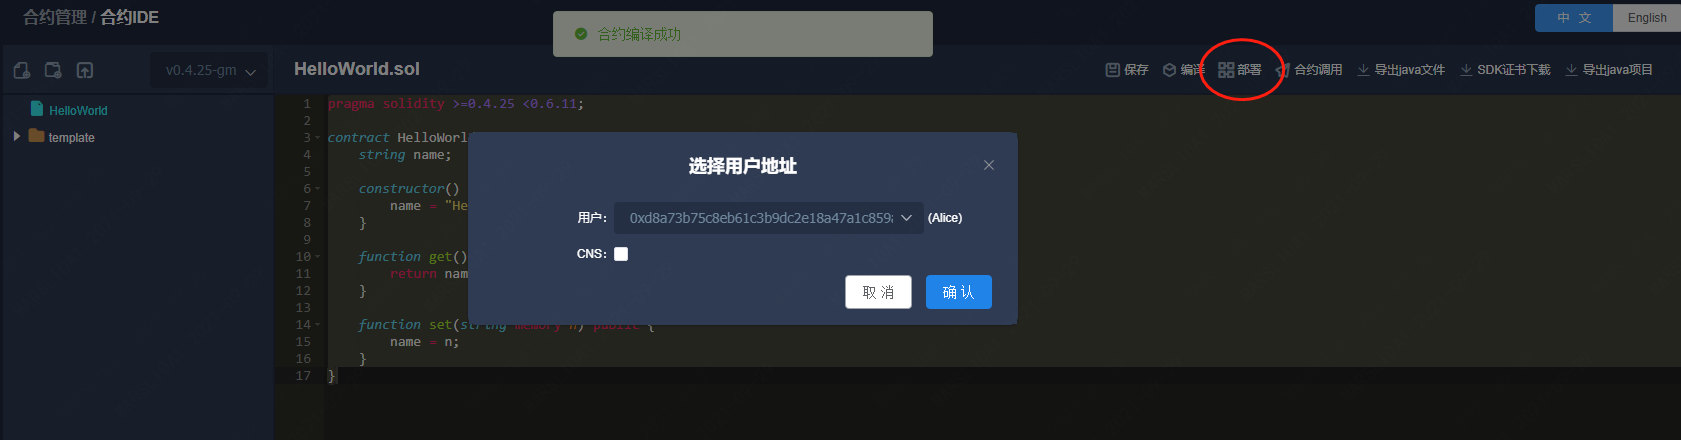 合约管理 / 合约IDE
合约编译成功
中 文 English
v0.4.25-gm
HelloWorld.sol
保存 编译 部署 合约调用 导出java文件 SDK证书下载 导出java项目
HelloWorld
template
1 pragma solidity >=0.4.25 <0.6.11;
2
3 contract HelloWorl
4 string name;
5
6 constructor()
7 name = "He
8 }
9
10 function get()
11 return nam
12 }
13
14 function set(string memory n) public {
15 name = n;
16 }
17 }
选择用户地址
用户: 0xd8a73b75c8eb61c3b9dc2e18a47a1c859a (Alice)
CNS:
取 消 确 认